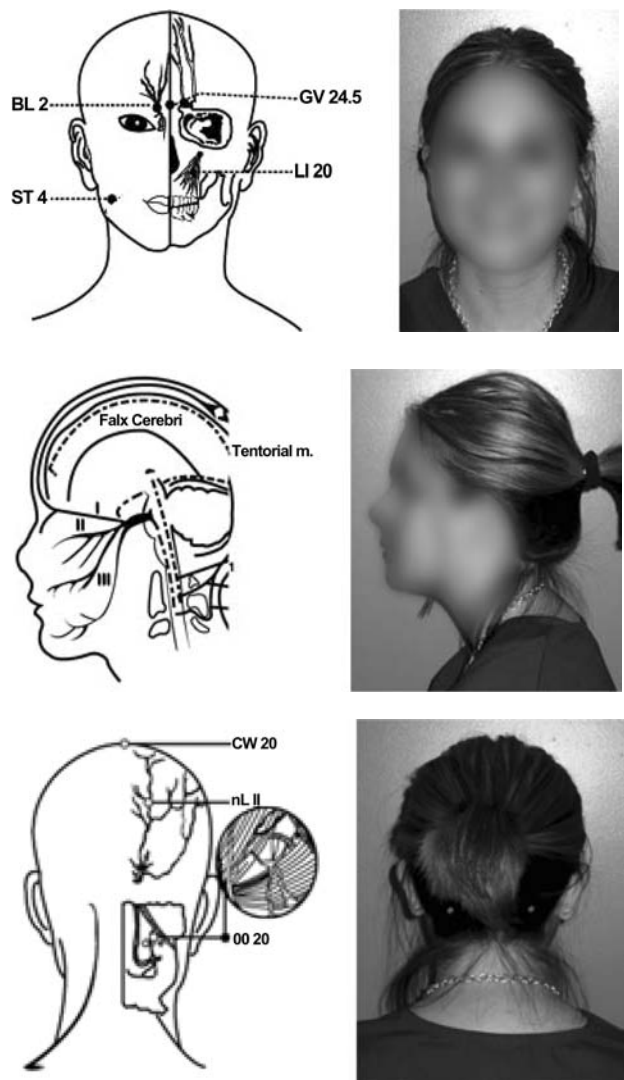 BL 2
GV 24.5
LI 20
ST 4
Falx Cerebri
Tentorial m.
I
II
III
1
CW 20
nL II
00 20